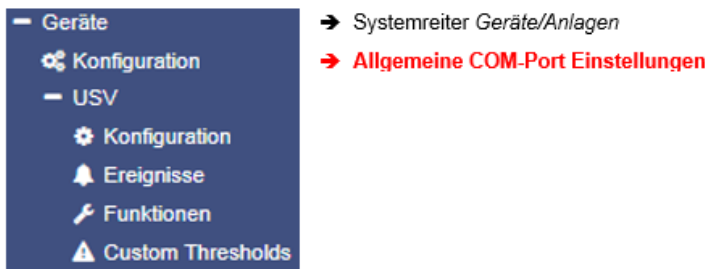 Geräte ➔ Systemreiter Geräte/Anlagen
Konfiguration ➔ Allgemeine COM-Port Einstellungen
USV
Konfiguration
Ereignisse
Funktionen
Custom Thresholds